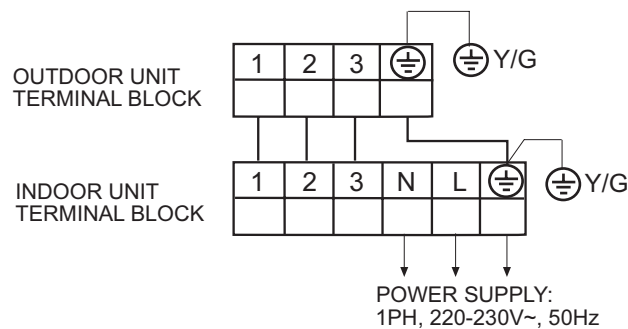 1 2 3 Y/G
OUTDOOR UNIT
TERMINAL BLOCK
1 2 3 N L Y/G
INDOOR UNIT
TERMINAL BLOCK
POWER SUPPLY:
1PH, 220-230V~, 50Hz